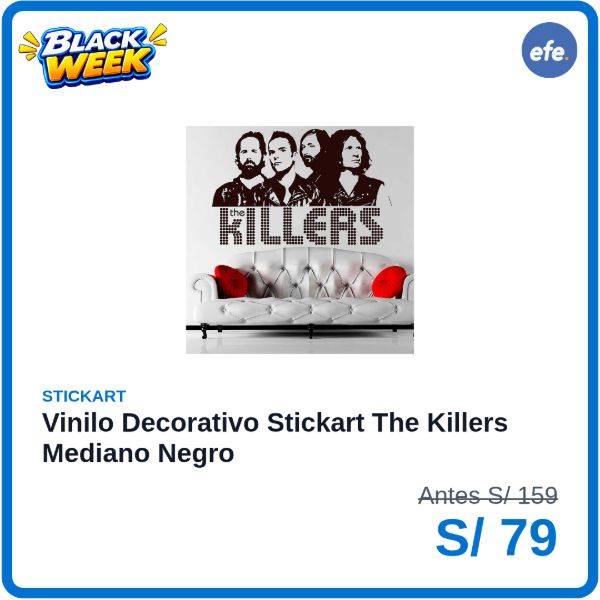 BLACK
WEEK
efe.
the
KILLERS
STICKART
Vinilo Decorativo Stickart The Killers
Mediano Negro
Antes S/ 159
S/ 79